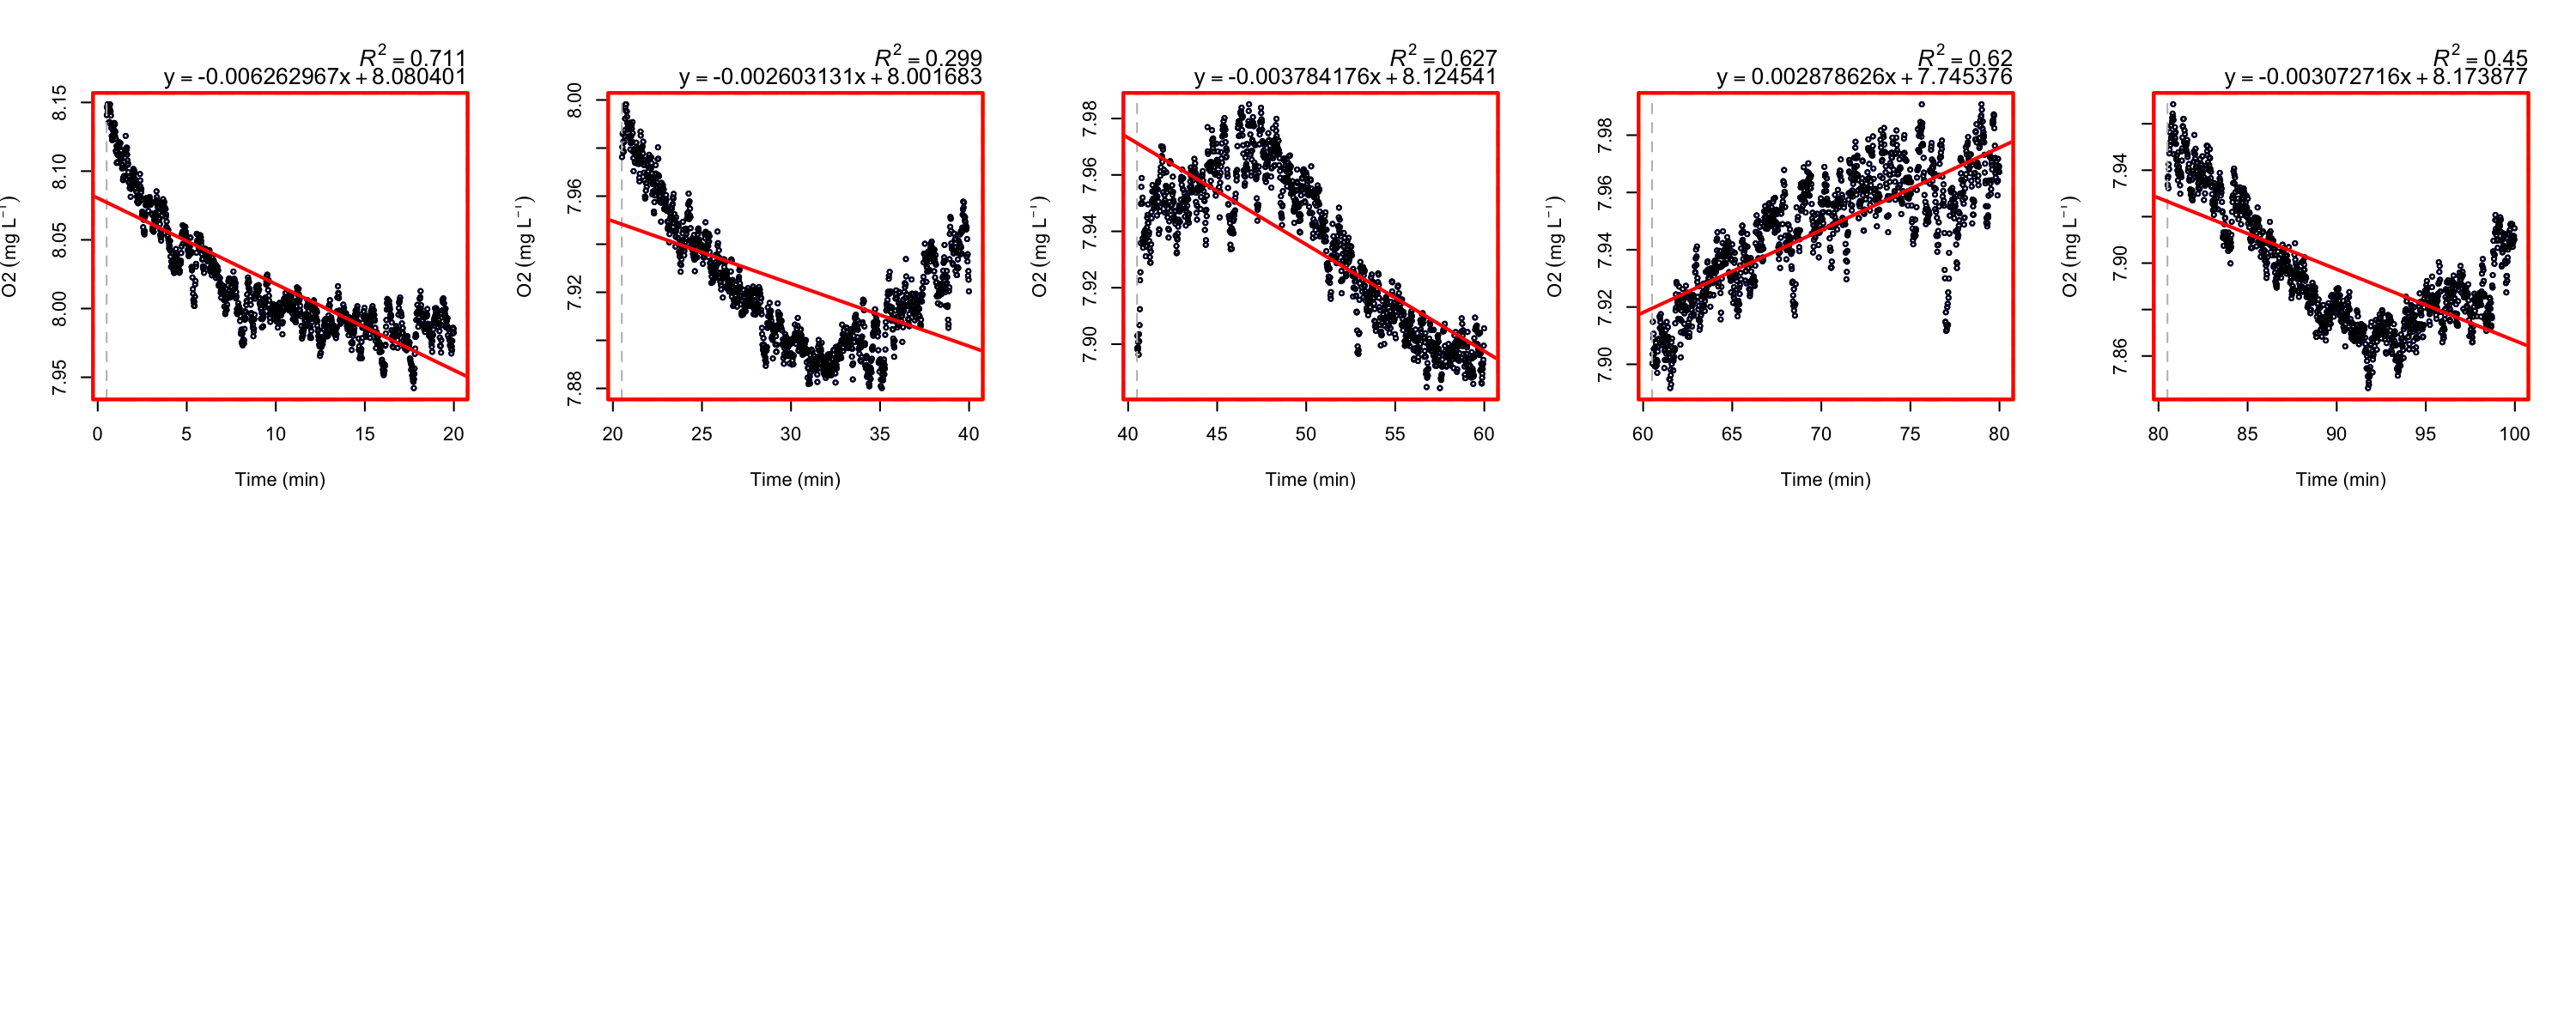 R² = 0.711
y = -0.006262967x + 8.080401
O2 (mg L⁻¹)
8.15
8.10
8.05
8.00
7.95
0 5 10 15 20
Time (min)
R² = 0.299
y = -0.002603131x + 8.001683
O2 (mg L⁻¹)
8.00
7.96
7.92
7.88
20 25 30 35 40
Time (min)
R² = 0.627
y = -0.003784176x + 8.124541
O2 (mg L⁻¹)
7.98
7.96
7.94
7.92
7.90
40 45 50 55 60
Time (min)
R² = 0.62
y = 0.002878626x + 7.745376
O2 (mg L⁻¹)
7.98
7.96
7.94
7.92
7.90
60 65 70 75 80
Time (min)
R² = 0.45
y = -0.003072716x + 8.173877
O2 (mg L⁻¹)
7.94
7.90
7.86
80 85 90 95 100
Time (min)